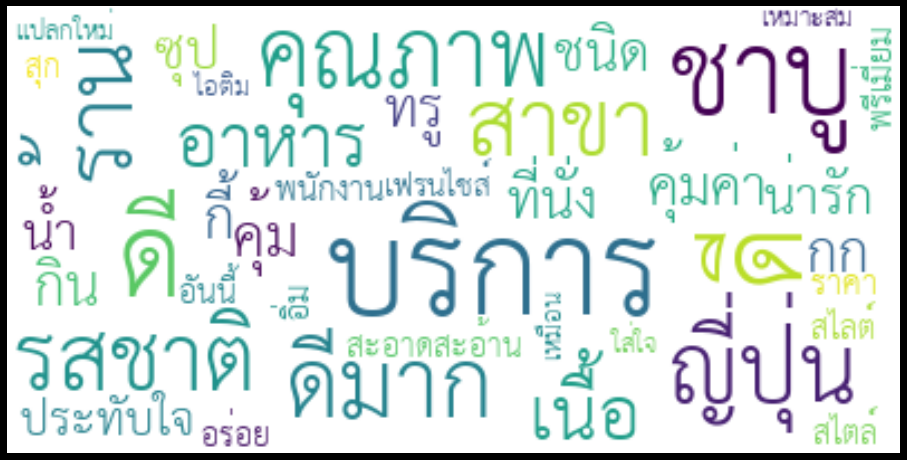 แปลกใหม่
ซุป
คุณภาพ
ชนิด
ชาบู
เหมาะสม
พรีเมี่ยม
สุก
ร้าน
ไอติม
ทรู
สาขา
อาหาร
น้ำ
ดี
กี้
คุ้ม
พนักงาน
เฟรนไชส์
ที่นั่ง
คุ้มค่า
น่ารัก
กิน
อันนี้
บริการ
กก
ราคา
อิ่ม
รสชาติ
ดีมาก
สะอาดสะอ้าน
เหมือน
ใส่ใจ
ญี่ปุ่น
สไลต์
ประทับใจ
อร่อย
เนื้อ
สไตล์